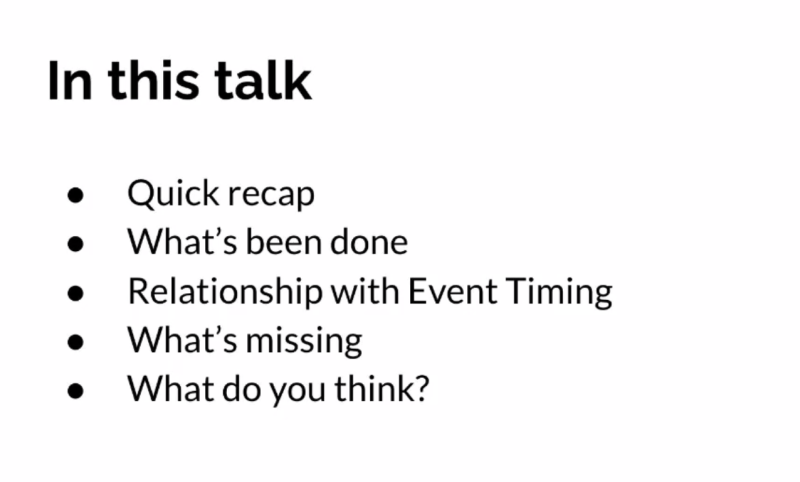 In this talk
● Quick recap
● What’s been done
● Relationship with Event Timing
● What’s missing
● What do you think?